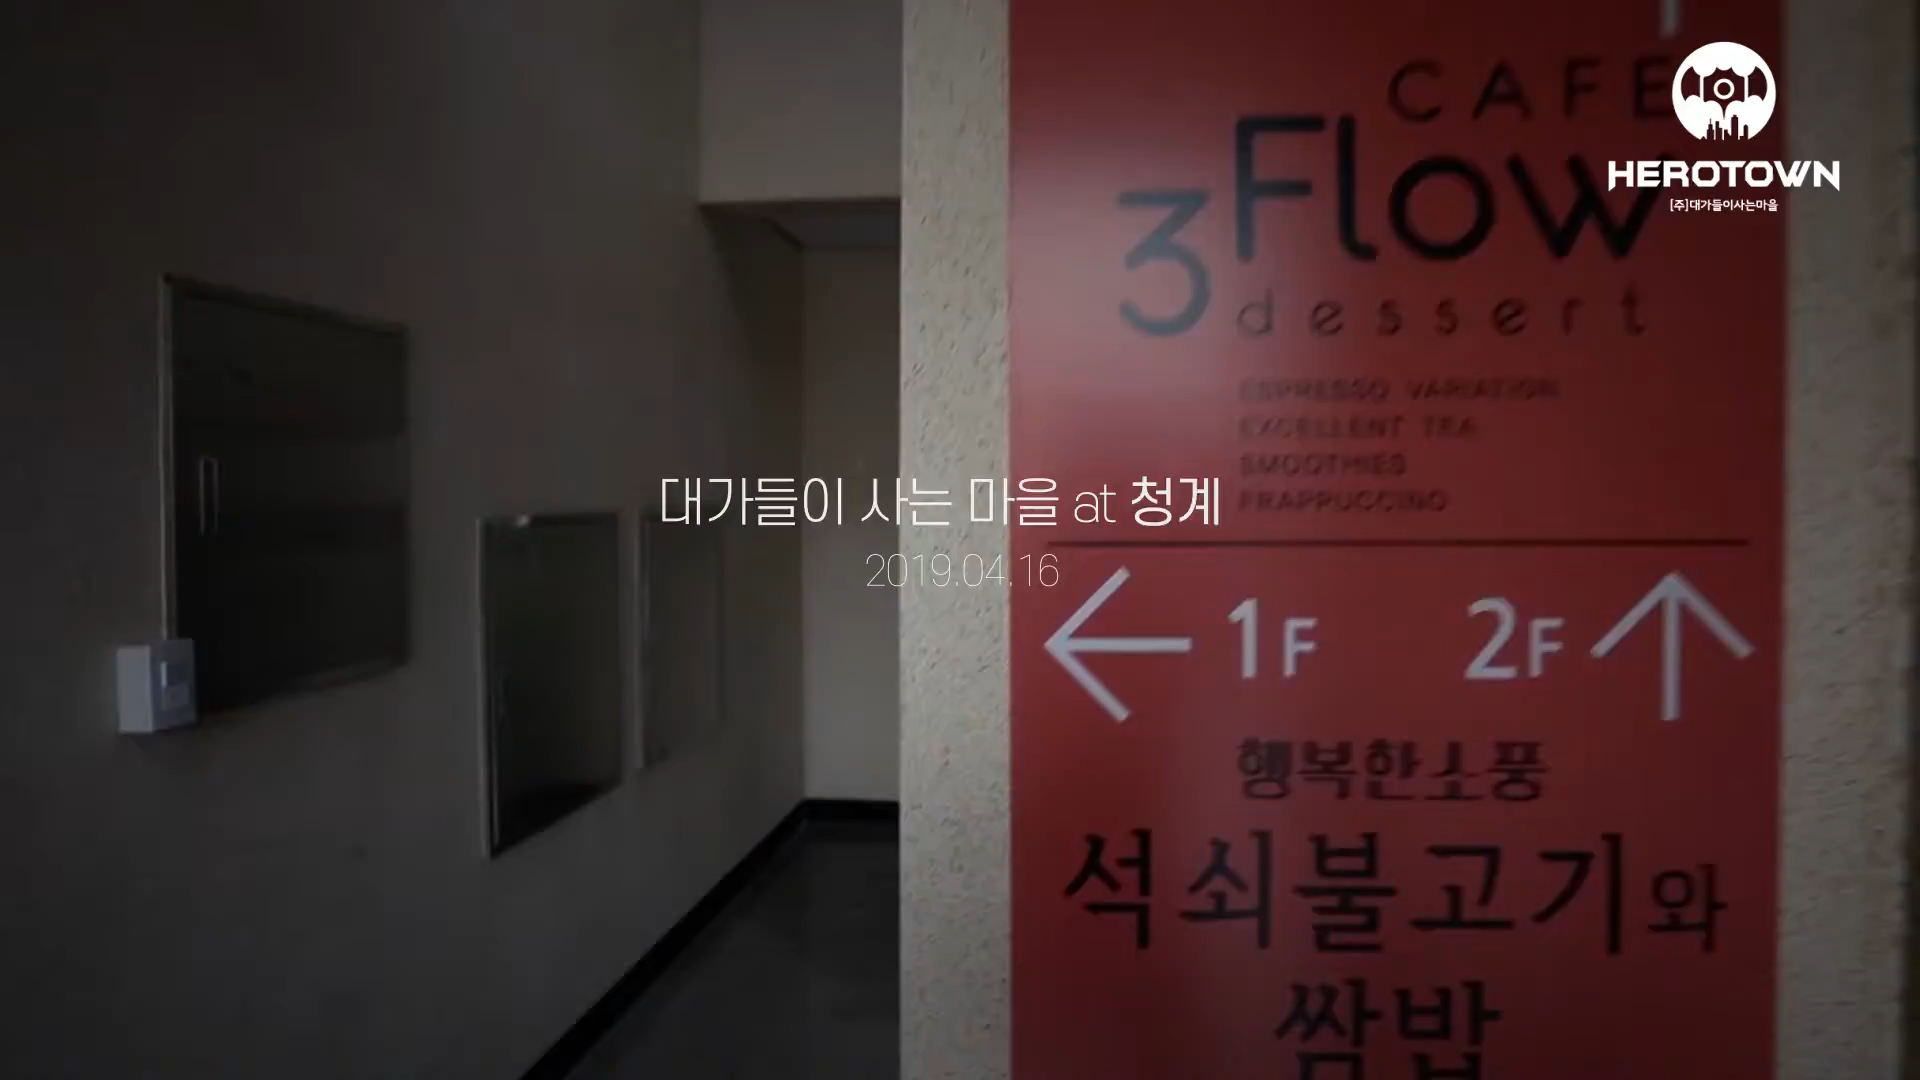 CAFE
3Flow
dessert
ESPRESSO VARIATION
EXCELLENT TEA
SMOOTHIES
FRAPPUCCINO
HEROTOWN
[주]대가들이사는마을
대가들이 사는 마을 at 청계
2019.04.16
← 1F 2F ↑
행복한소풍
석쇠불고기와
쌈밥